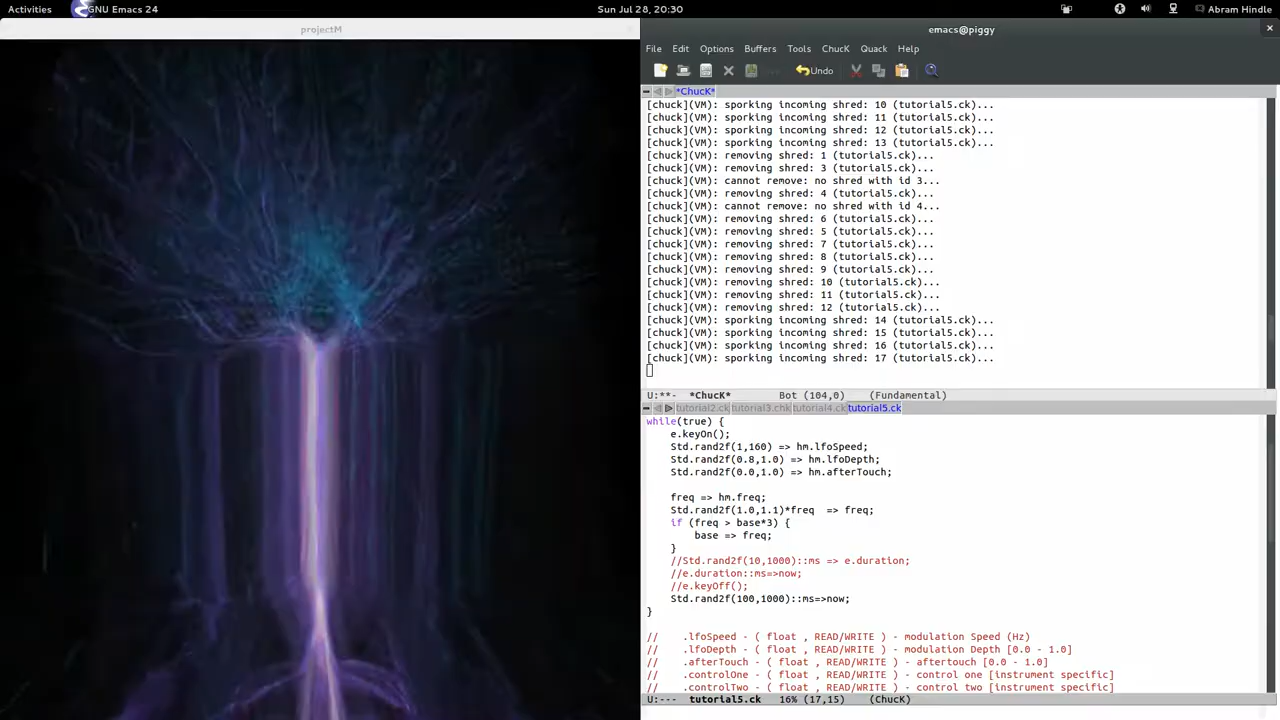 Activities GNU Emacs 24 Sun Jul 28, 20:30 Abram Hindle
projectM
emacs@piggy
File Edit Options Buffers Tools ChucK Quack Help
Save Undo
*ChucK*
[chuck](VM): sporking incoming shred: 10 (tutorial5.ck)...
[chuck](VM): sporking incoming shred: 11 (tutorial5.ck)...
[chuck](VM): sporking incoming shred: 12 (tutorial5.ck)...
[chuck](VM): sporking incoming shred: 13 (tutorial5.ck)...
[chuck](VM): removing shred: 1 (tutorial5.ck)...
[chuck](VM): removing shred: 3 (tutorial5.ck)...
[chuck](VM): cannot remove: no shred with id 3...
[chuck](VM): removing shred: 4 (tutorial5.ck)...
[chuck](VM): cannot remove: no shred with id 4...
[chuck](VM): removing shred: 6 (tutorial5.ck)...
[chuck](VM): removing shred: 5 (tutorial5.ck)...
[chuck](VM): removing shred: 7 (tutorial5.ck)...
[chuck](VM): removing shred: 8 (tutorial5.ck)...
[chuck](VM): removing shred: 9 (tutorial5.ck)...
[chuck](VM): removing shred: 10 (tutorial5.ck)...
[chuck](VM): removing shred: 11 (tutorial5.ck)...
[chuck](VM): removing shred: 12 (tutorial5.ck)...
[chuck](VM): sporking incoming shred: 14 (tutorial5.ck)...
[chuck](VM): sporking incoming shred: 15 (tutorial5.ck)...
[chuck](VM): sporking incoming shred: 16 (tutorial5.ck)...
[chuck](VM): sporking incoming shred: 17 (tutorial5.ck)...
U:**- *ChucK* Bot (104,0) (Fundamental)
tutorial2.ck tutorial3.chk tutorial4.ck tutorial5.ck
while(true) {
e.keyOn();
Std.rand2f(1,160) => hm.lfoSpeed;
Std.rand2f(0.8,1.0) => hm.lfoDepth;
Std.rand2f(0.0,1.0) => hm.afterTouch;
freq => hm.freq;
Std.rand2f(1.0,1.1)*freq => freq;
if (freq > base*3) {
base => freq;
}
//Std.rand2f(10,1000)::ms => e.duration;
//e.duration::ms=>now;
//e.keyOff();
Std.rand2f(100,1000)::ms=>now;
}
// .lfoSpeed - ( float , READ/WRITE ) - modulation Speed (Hz)
// .lfoDepth - ( float , READ/WRITE ) - modulation Depth [0.0 - 1.0]
// .afterTouch - ( float , READ/WRITE ) - aftertouch [0.0 - 1.0]
// .controlOne - ( float , READ/WRITE ) - control one [instrument specific]
// .controlTwo - ( float , READ/WRITE ) - control two [instrument specific]
U:--- tutorial5.ck 16% (17,15) (ChucK)